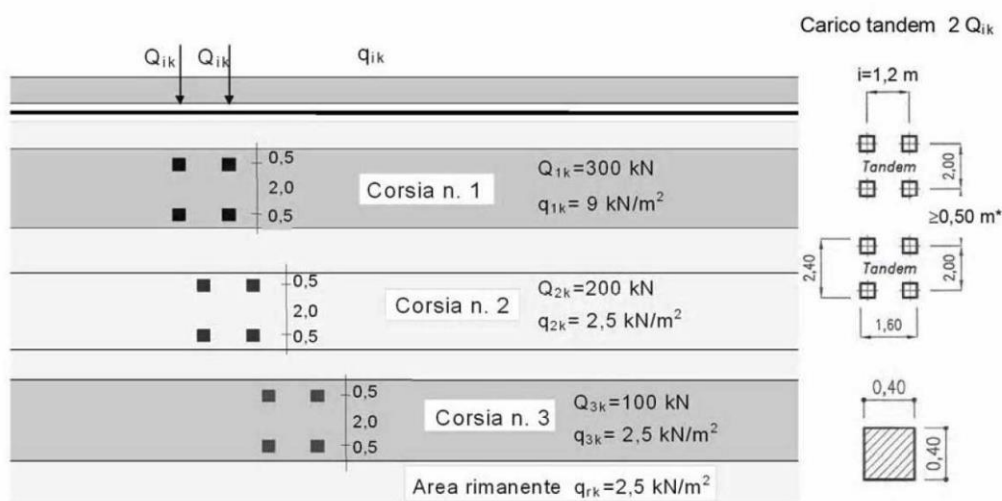 Carico tandem 2 Qik
Qik Qik qik
i=1,2 m
0,5
2,0
0,5
Corsia n. 1
Q1k=300 kN
q1k= 9 kN/m²
Tandem
2,00
≥0,50 m*
0,5
2,0
0,5
Corsia n. 2
Q2k=200 kN
q2k= 2,5 kN/m²
2,40
Tandem
2,00
1,60
0,5
2,0
0,5
Corsia n. 3
Q3k=100 kN
q3k= 2,5 kN/m²
0,40
0,40
Area rimanente qrk=2,5 kN/m²